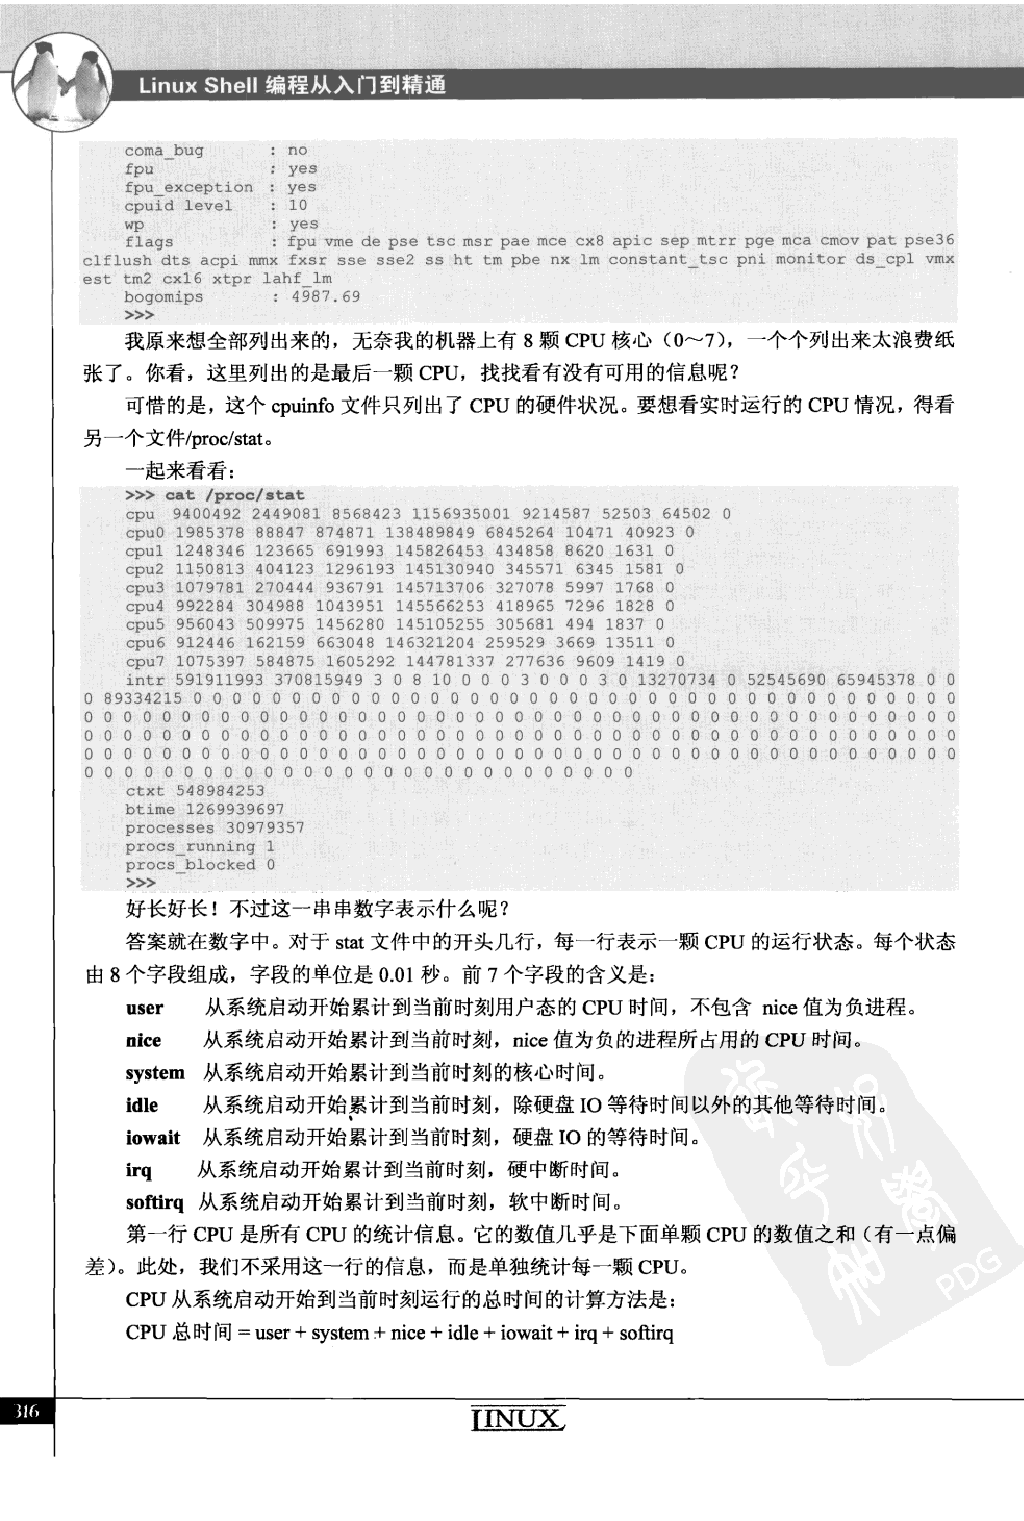 Linux Shell 编程从入门到精通
coma_bug : no
fpu : yes
fpu_exception : yes
cpuid level : 10
wp : yes
flags : fpu vme de pse tsc msr pae mce cx8 apic sep mtrr pge mca cmov pat pse36
clflush dts acpi mmx fxsr sse sse2 ss ht tm pbe nx lm constant_tsc pni monitor ds_cpl vmx
est tm2 cx16 xtpr lahf_lm
bogomips : 4987.69
>>>
我原来想全部列出来的，无奈我的机器上有 8 颗 CPU 核心（0～7），一个个列出来太浪费纸
张了。你看，这里列出的是最后一颗 CPU，找找看有没有可用的信息呢？
可惜的是，这个 cpuinfo 文件只列出了 CPU 的硬件状况。要想看实时运行的 CPU 情况，得看
另一个文件/proc/stat。
一起来看看：
>>> cat /proc/stat
cpu 9400492 2449081 8568423 1156935001 9214587 52503 64502 0
cpu0 1985378 88847 874871 138489849 6845264 10471 40923 0
cpu1 1248346 123665 691993 145826453 434858 8620 1631 0
cpu2 1150813 404123 1296193 145130940 345571 6345 1581 0
cpu3 1079781 270444 936791 145713706 327078 5997 1768 0
cpu4 992284 304988 1043951 145566253 418965 7296 1828 0
cpu5 956043 509975 1456280 145105255 305681 494 1837 0
cpu6 912446 162159 663048 146321204 259529 3669 13511 0
cpu7 1075397 584875 1605292 144781337 277636 9609 1419 0
intr 591911993 370815949 3 0 8 10 0 0 0 3 0 0 0 3 0 13270734 0 52545690 65945378 0 0
0 89334215 0 0 0 0 0 0 0 0 0 0 0 0 0 0 0 0 0 0 0 0 0 0 0 0 0 0 0 0 0 0 0 0 0 0 0 0 0 0 0
0 0 0 0 0 0 0 0 0 0 0 0 0 0 0 0 0 0 0 0 0 0 0 0 0 0 0 0 0 0 0 0 0 0 0 0 0 0 0 0 0 0 0 0 0
0 0 0 0 0 0 0 0 0 0 0 0 0 0 0 0 0 0 0 0 0 0 0 0 0 0 0 0 0 0 0 0 0 0 0 0 0 0 0 0 0 0 0 0 0
0 0 0 0 0 0 0 0 0 0 0 0 0 0 0 0 0 0 0 0 0 0 0 0 0 0 0 0 0 0 0 0 0 0 0 0 0 0 0 0 0 0 0 0 0
0 0 0 0 0 0 0 0 0 0 0 0 0 0 0 0 0 0 0 0 0 0 0 0 0 0 0 0
ctxt 548984253
btime 1269939697
processes 30979357
procs_running 1
procs_blocked 0
>>>
好长好长！不过这一串串数字表示什么呢？
答案就在数字中。对于 stat 文件中的开头几行，每一行表示一颗 CPU 的运行状态。每个状态
由 8 个字段组成，字段的单位是 0.01 秒。前 7 个字段的含义是：
user 从系统启动开始累计到当前时刻用户态的 CPU 时间，不包含 nice 值为负进程。
nice 从系统启动开始累计到当前时刻，nice 值为负的进程所占用的 CPU 时间。
system 从系统启动开始累计到当前时刻的核心时间。
idle 从系统启动开始累计到当前时刻，除硬盘 IO 等待时间以外的其他等待时间。
iowait 从系统启动开始累计到当前时刻，硬盘 IO 的等待时间。
irq 从系统启动开始累计到当前时刻，硬中断时间。
softirq 从系统启动开始累计到当前时刻，软中断时间。
第一行 CPU 是所有 CPU 的统计信息。它的数值几乎是下面单颗 CPU 的数值之和（有一点偏
差）。此处，我们不采用这一行的信息，而是单独统计每一颗 CPU。
CPU 从系统启动开始到当前时刻运行的总时间的计算方法是：
CPU 总时间 = user + system + nice + idle + iowait + irq + softirq
PDG
316
LINUX